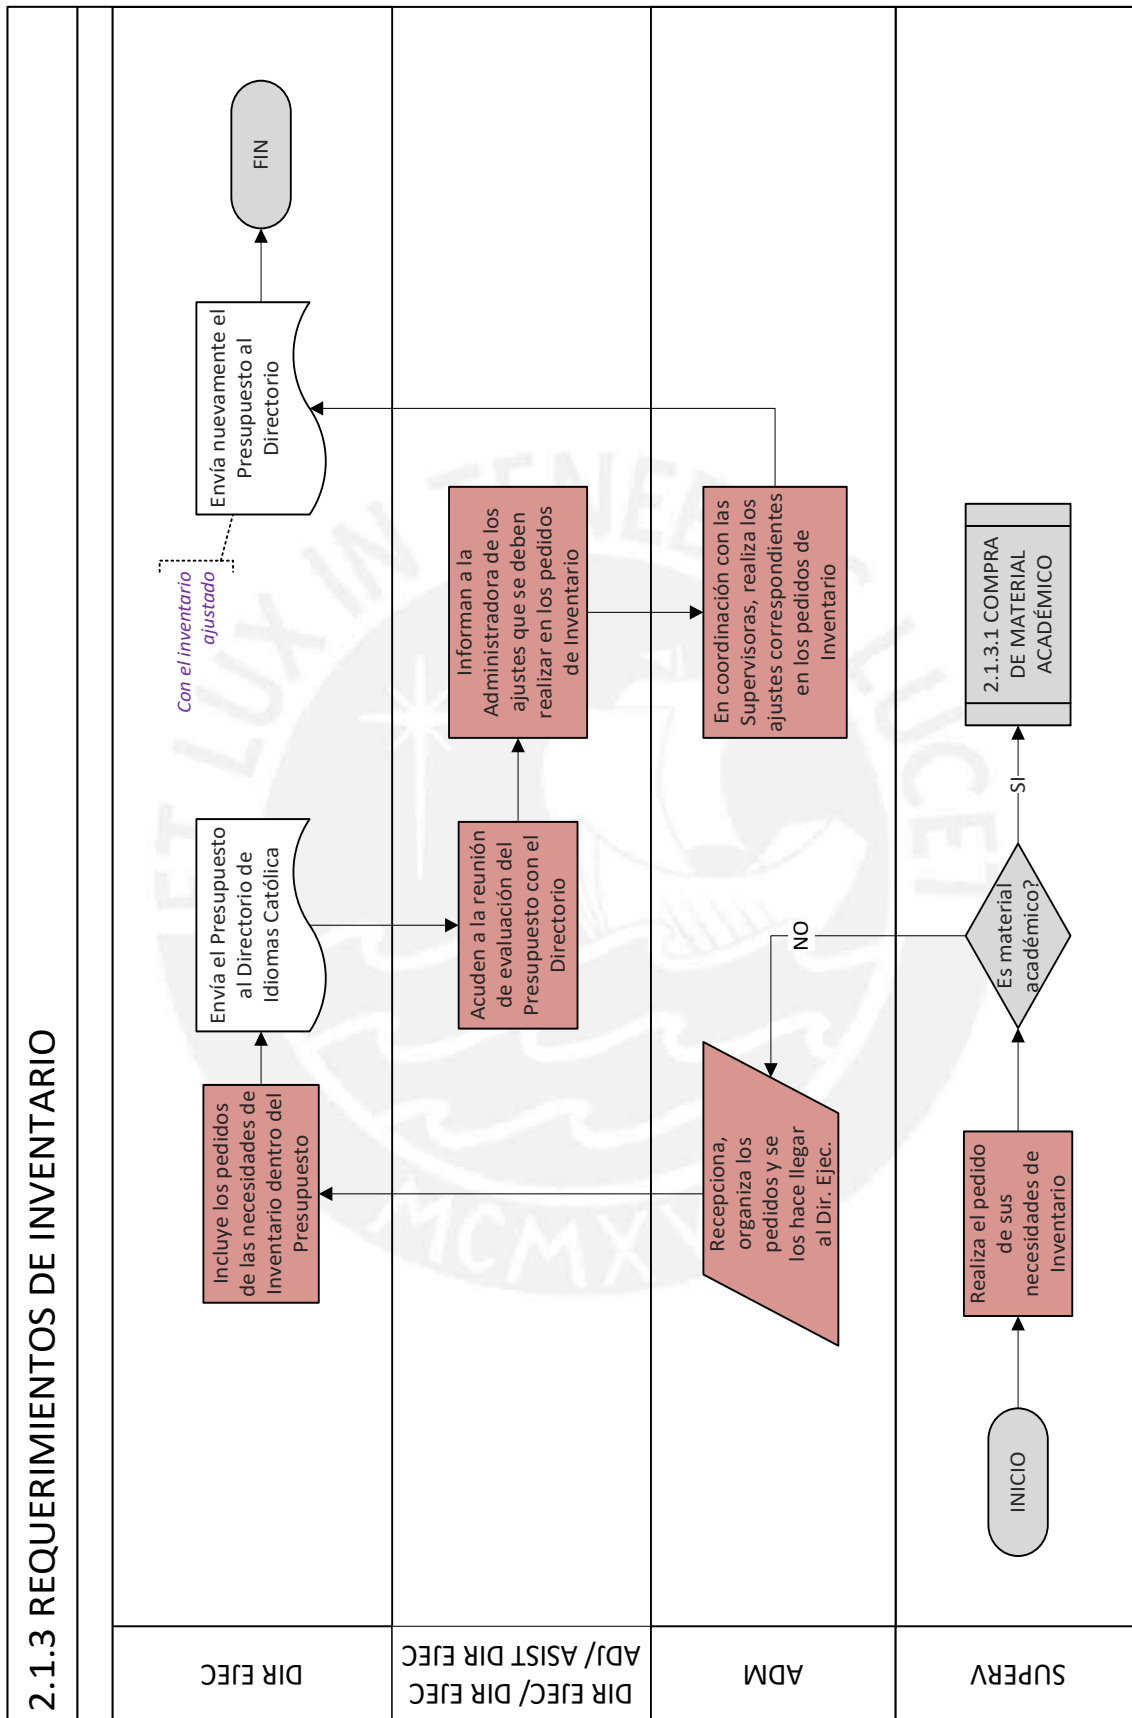 2.1.3 REQUERIMIENTOS DE INVENTARIO
DIR EJEC
Incluye los pedidos
de las necesidades de
Inventario dentro del
Presupuesto
Envía el Presupuesto
al Directorio de
Idiomas Católica
Con el inventario
ajustado
Envía nuevamente el
Presupuesto al
Directorio
FIN
DIR EJEC/ DIR EJEC
ADJ/ ASIST DIR EJEC
Acuden a la reunión
de evaluación del
Presupuesto con el
Directorio
Informan a la
Administradora de los
ajustes que se deben
realizar en los pedidos
de Inventario
ADM
Recepciona,
organiza los
pedidos y se
los hace llegar
al Dir. Ejec.
NO
En coordinación con las
Supervisoras, realiza los
ajustes correspondientes
en los pedidos de
Inventario
SUPERV
INICIO
Realiza el pedido
de sus
necesidades de
Inventario
Es material
académico?
SI
2.1.3.1 COMPRA
DE MATERIAL
ACADÉMICO
ET LUX IN TENEBRIS LUCET
MCMXVII